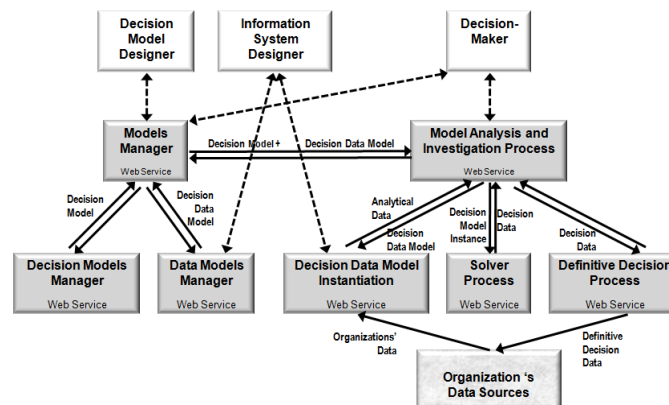 Decision
Model
Designer
Information
System
Designer
Decision-
Maker
Models
Manager
Web Service
Decision Model +
Decision Data Model
Model Analysis and
Investigation Process
Web Service
Decision
Model
Decision
Data
Model
Analytical
Data
Decision
Data Model
Decision
Model
Instance
Decision
Data
Decision
Data
Decision Models
Manager
Web Service
Data Models
Manager
Web Service
Decision Data Model
Instantiation
Web Service
Solver
Process
Web Service
Definitive Decision
Process
Web Service
Organizations'
Data
Definitive
Decision
Data
Organization ‘s
Data Sources